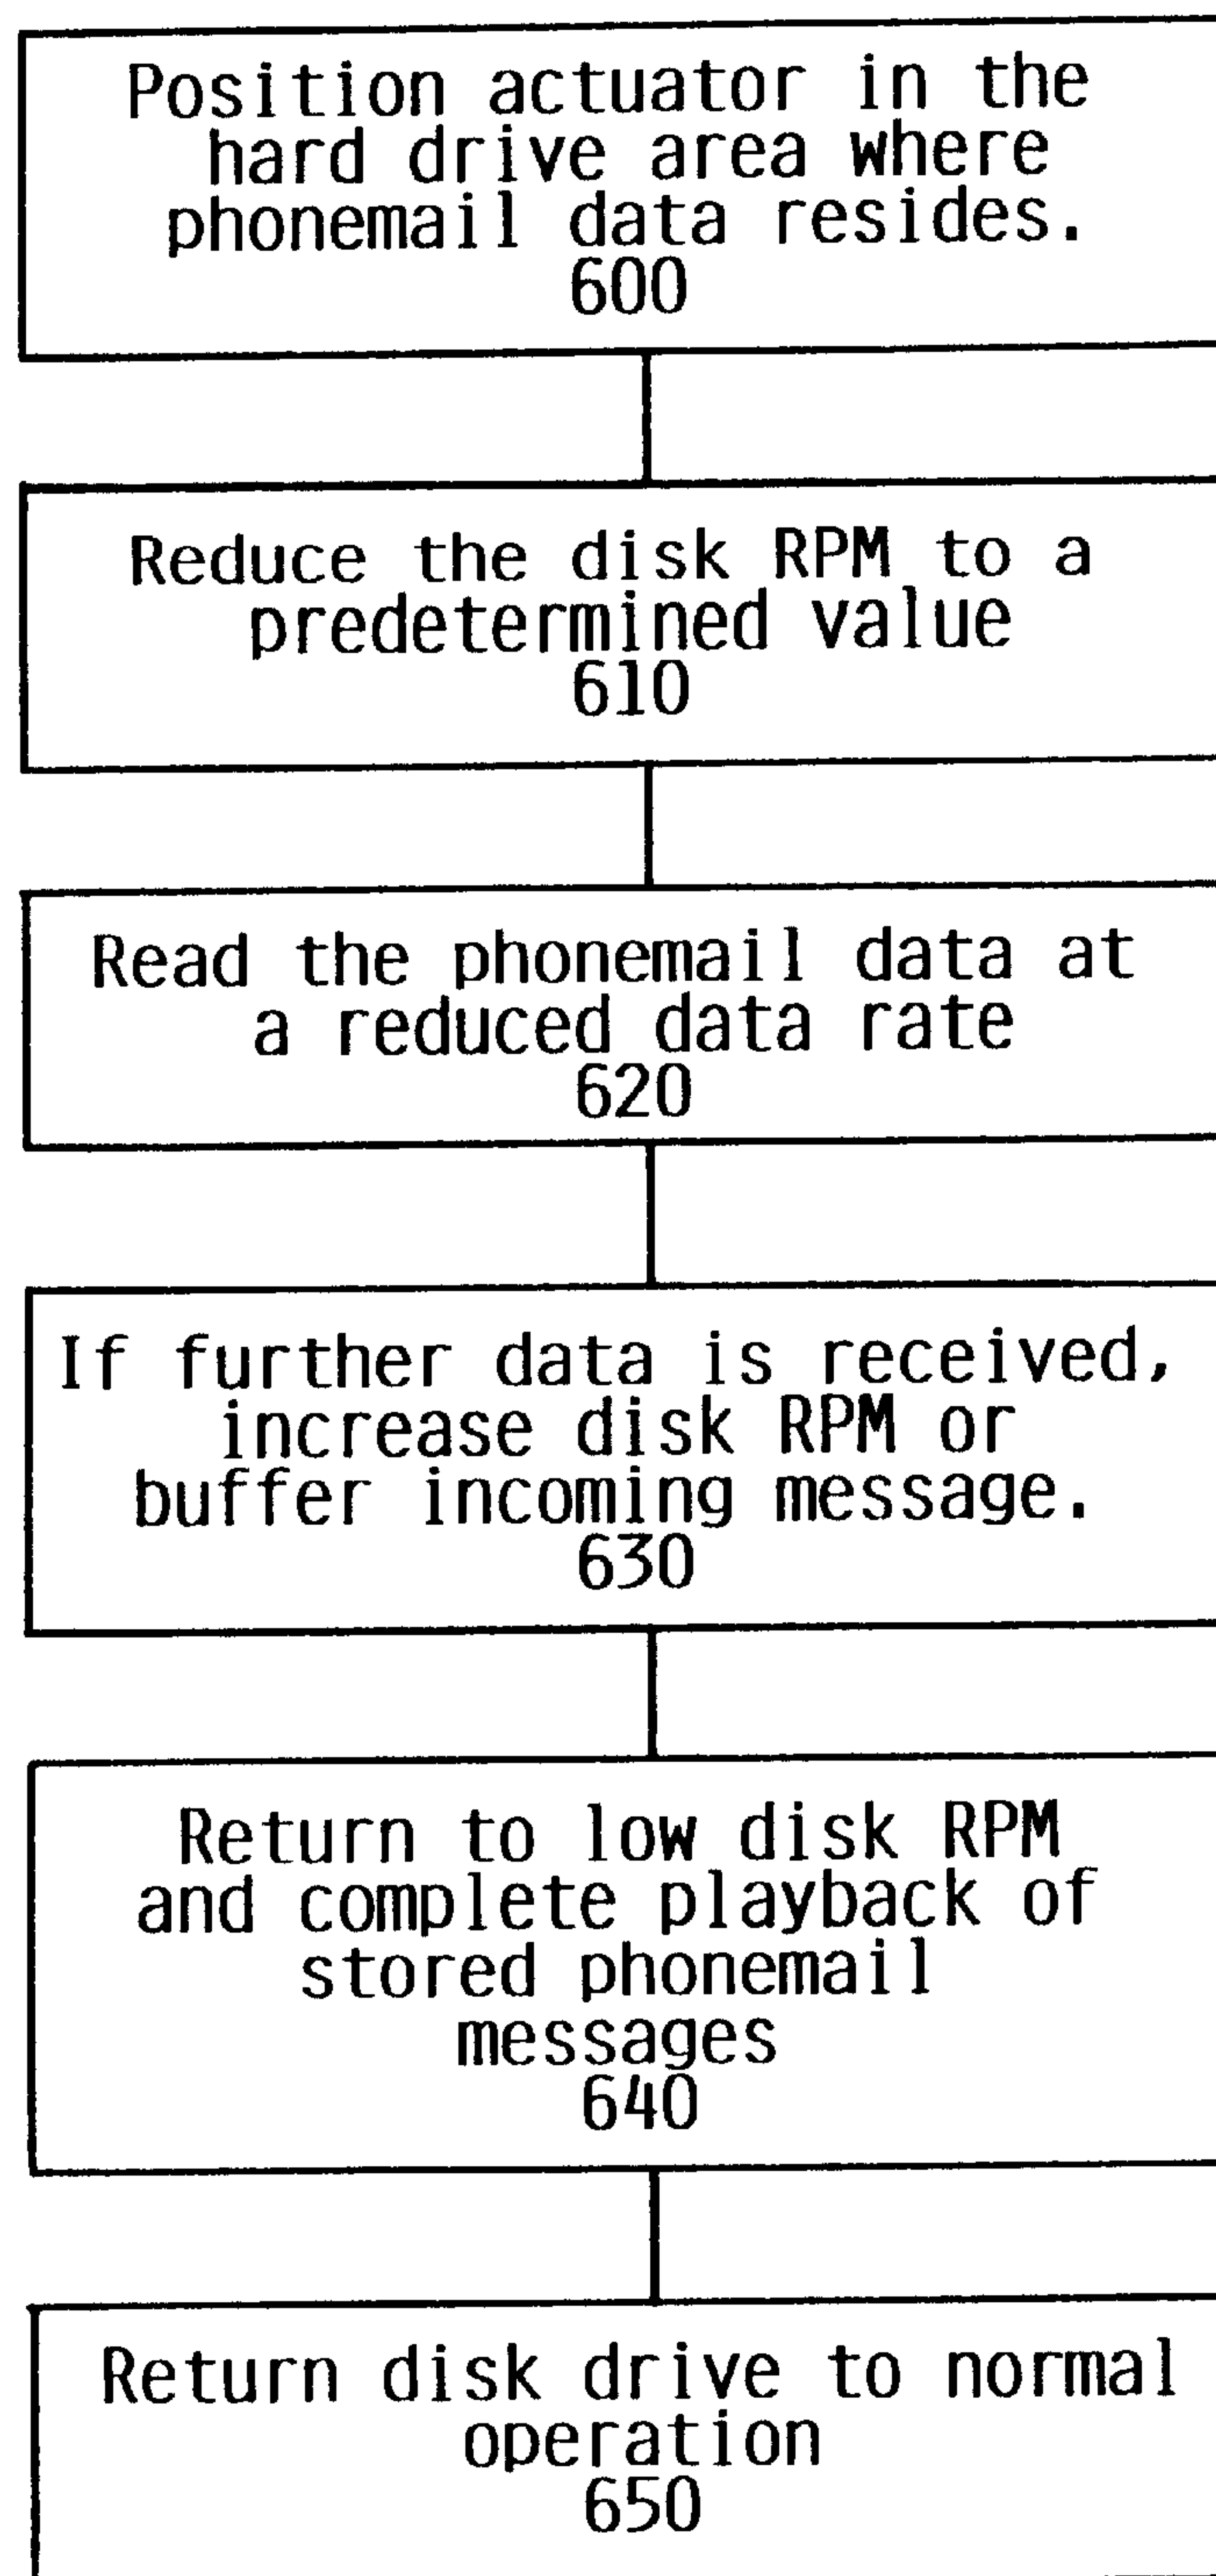 Position actuator in the
hard drive area where
phonemail data resides.
600
Reduce the disk RPM to a
predetermined value
610
Read the phonemail data at
a reduced data rate
620
If further data is received,
increase disk RPM or
buffer incoming message.
630
Return to low disk RPM
and complete playback of
stored phonemail
messages
640
Return disk drive to normal
operation
650